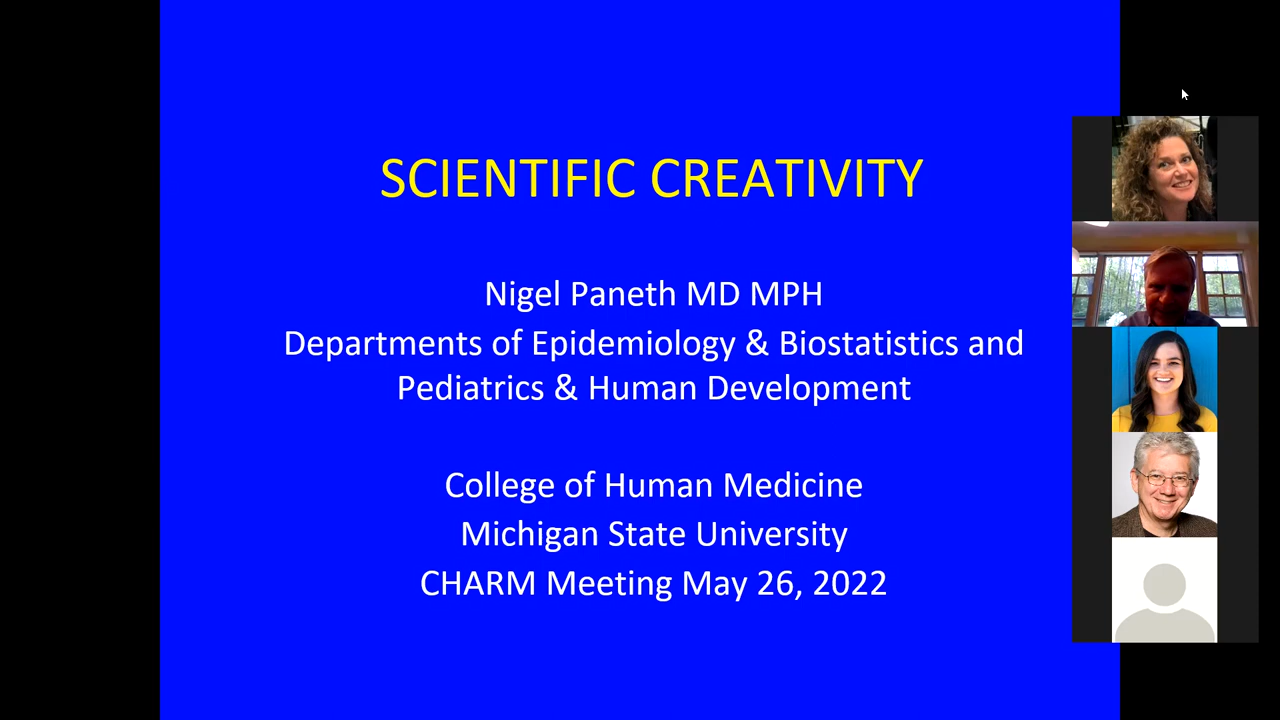 SCIENTIFIC CREATIVITY
Nigel Paneth MD MPH
Departments of Epidemiology & Biostatistics and
Pediatrics & Human Development
College of Human Medicine
Michigan State University
CHARM Meeting May 26, 2022